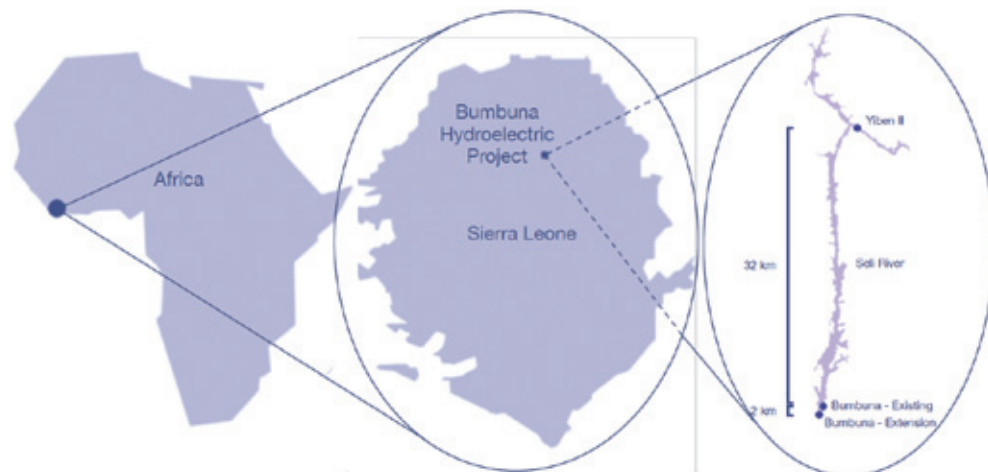 Africa
Bumbuna
Hydroelectric
Project
Sierra Leone
Yiben II
32 km
Seli River
2 km
Bumbuna - Existing
Bumbuna - Extension